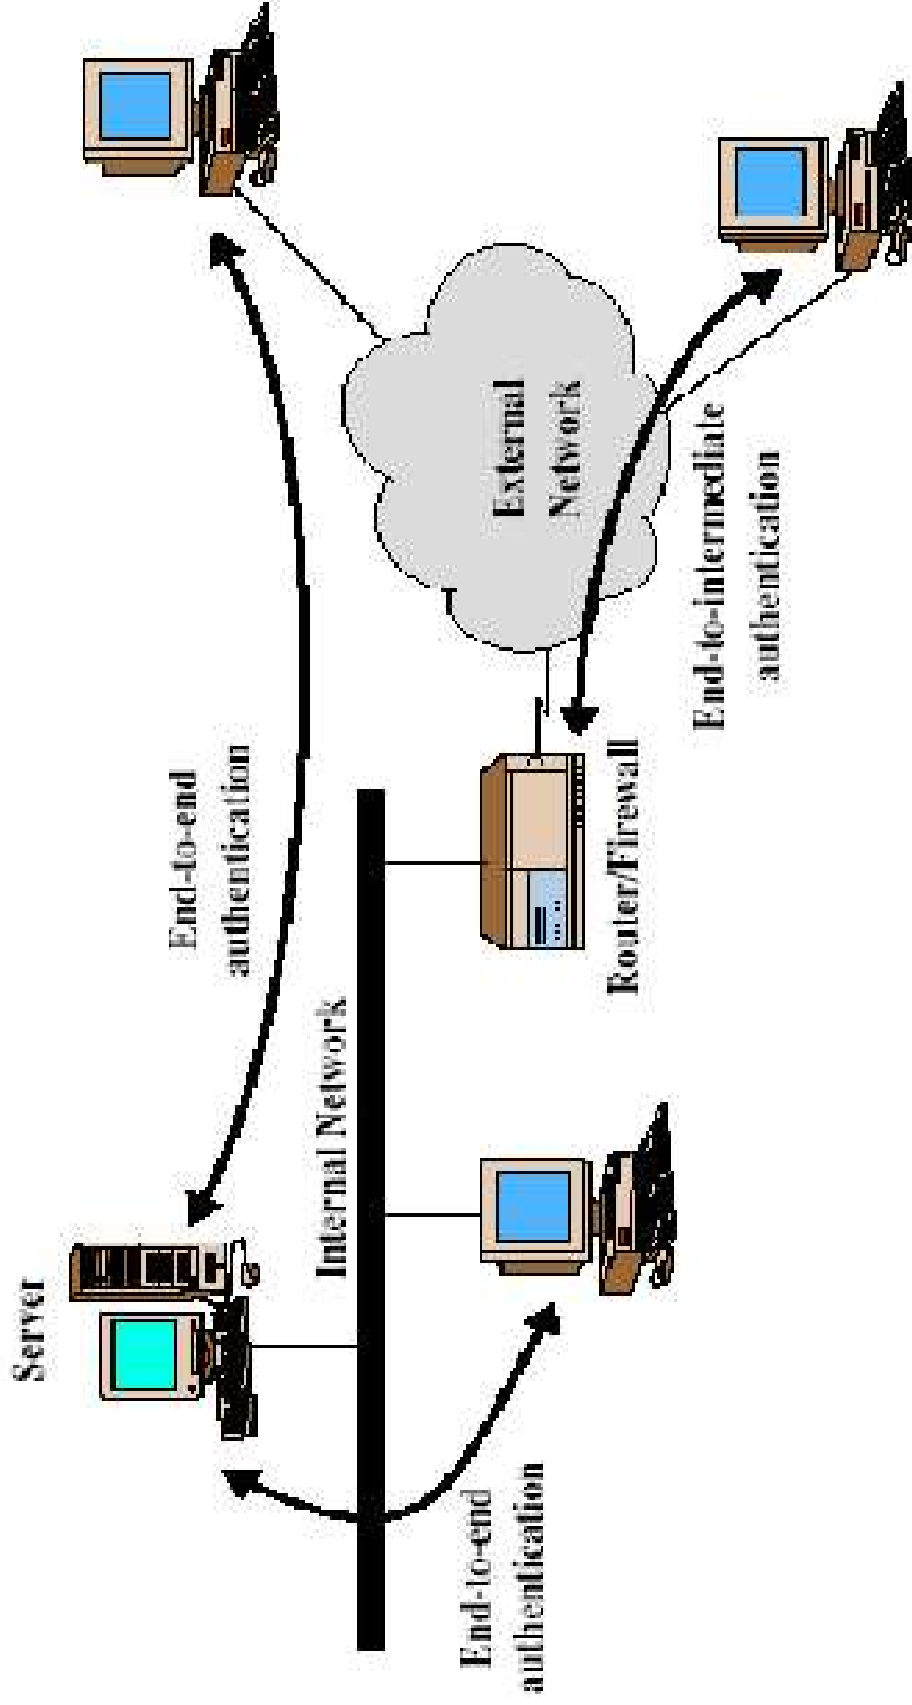 Server
End-to-end
authentication
Internal Network
External
Network
Router/Firewall
End-to-intermediate
authentication
End-to-end
authentication